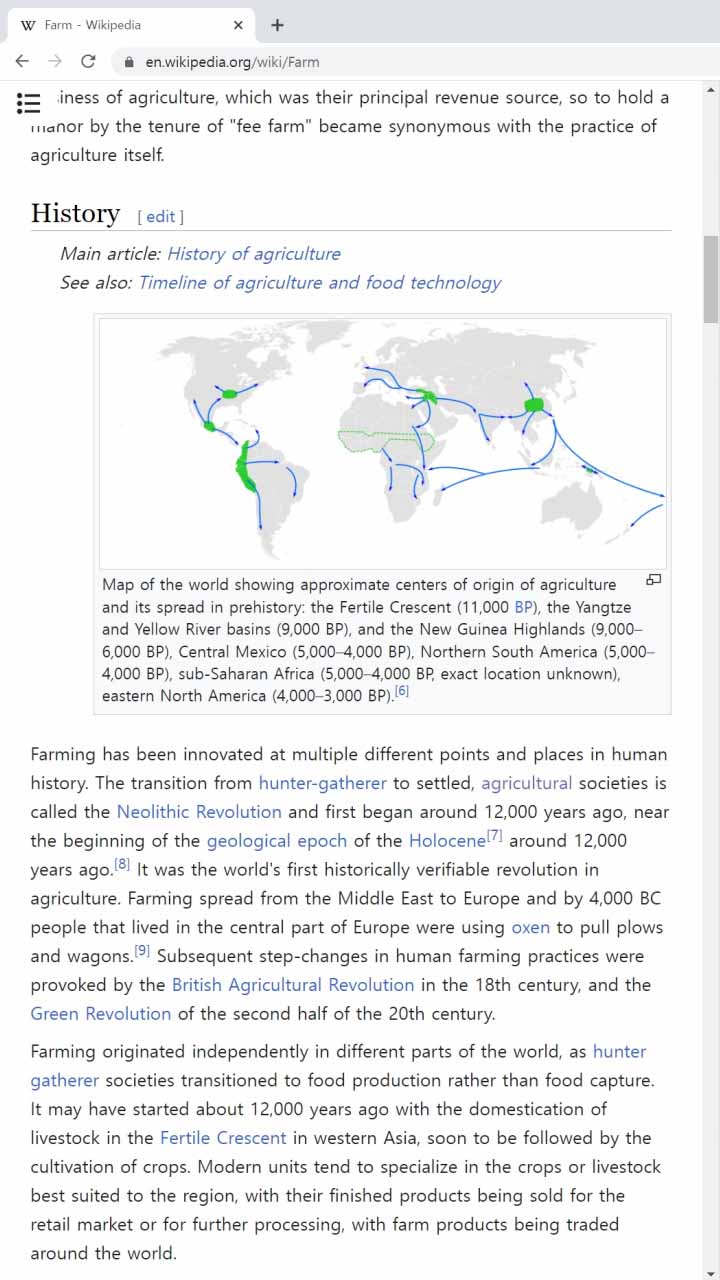 W Farm - Wikipedia
en.wikipedia.org/wiki/Farm
iness of agriculture, which was their principal revenue source, so to hold a
manor by the tenure of "fee farm" became synonymous with the practice of
agriculture itself.
History [ edit ]
Main article: History of agriculture
See also: Timeline of agriculture and food technology
Map of the world showing approximate centers of origin of agriculture
and its spread in prehistory: the Fertile Crescent (11,000 BP), the Yangtze
and Yellow River basins (9,000 BP), and the New Guinea Highlands (9,000–
6,000 BP), Central Mexico (5,000–4,000 BP), Northern South America (5,000–
4,000 BP), sub-Saharan Africa (5,000–4,000 BP, exact location unknown),
eastern North America (4,000–3,000 BP).[6]
Farming has been innovated at multiple different points and places in human
history. The transition from hunter-gatherer to settled, agricultural societies is
called the Neolithic Revolution and first began around 12,000 years ago, near
the beginning of the geological epoch of the Holocene[7] around 12,000
years ago.[8] It was the world's first historically verifiable revolution in
agriculture. Farming spread from the Middle East to Europe and by 4,000 BC
people that lived in the central part of Europe were using oxen to pull plows
and wagons.[9] Subsequent step-changes in human farming practices were
provoked by the British Agricultural Revolution in the 18th century, and the
Green Revolution of the second half of the 20th century.
Farming originated independently in different parts of the world, as hunter
gatherer societies transitioned to food production rather than food capture.
It may have started about 12,000 years ago with the domestication of
livestock in the Fertile Crescent in western Asia, soon to be followed by the
cultivation of crops. Modern units tend to specialize in the crops or livestock
best suited to the region, with their finished products being sold for the
retail market or for further processing, with farm products being traded
around the world.